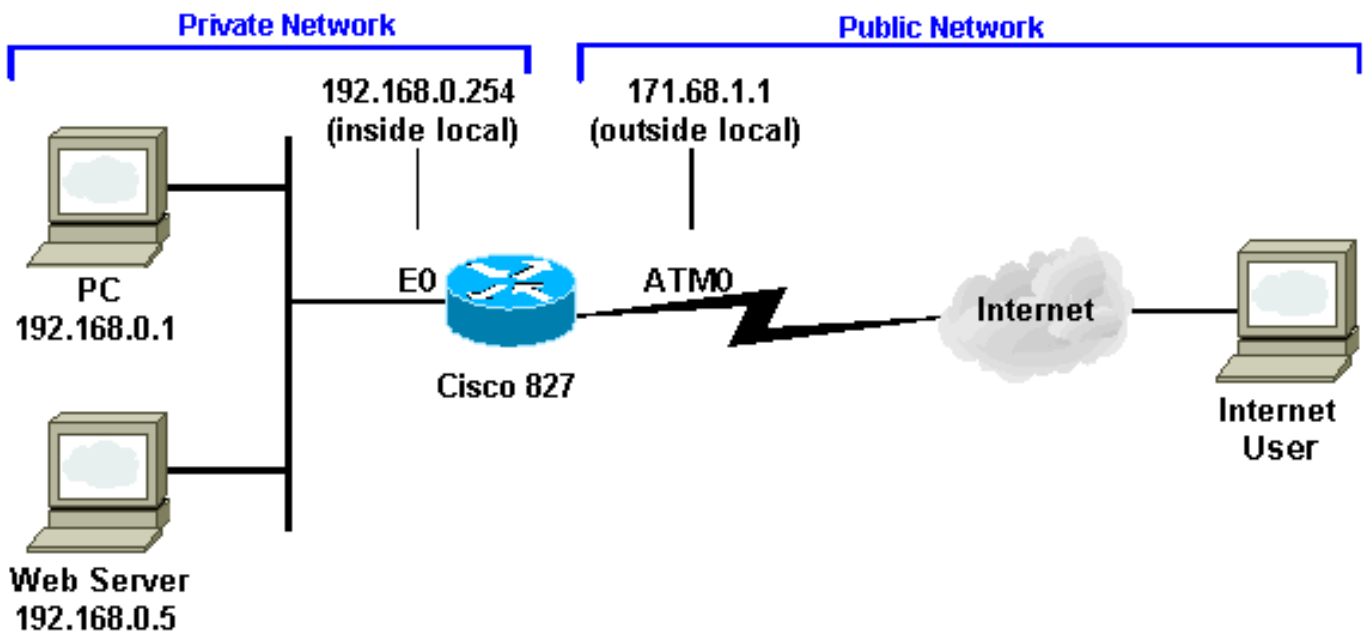 Private Network
Public Network
192.168.0.254
(inside local)
171.68.1.1
(outside local)
PC
192.168.0.1
E0
Cisco 827
ATM0
Internet
Internet
User
Web Server
192.168.0.5